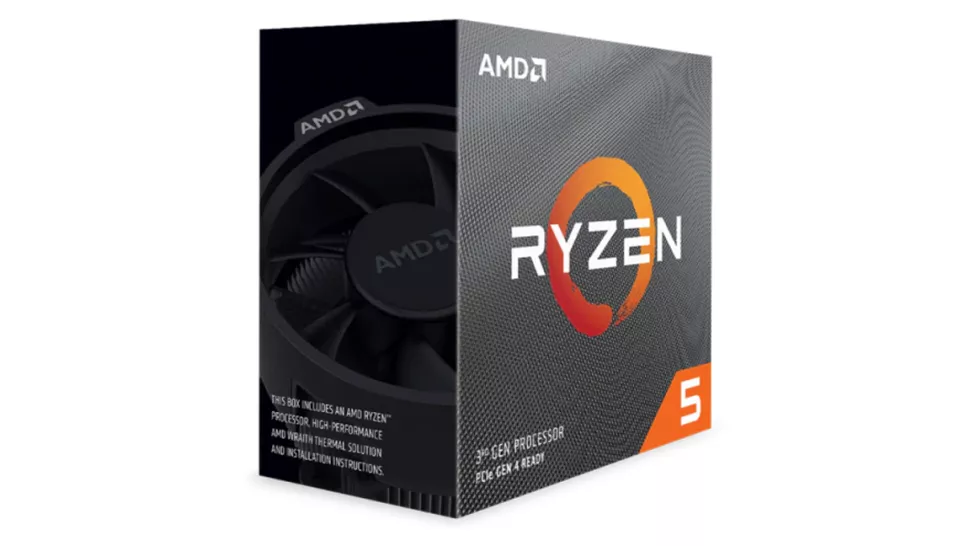 AMD
AMD
THIS BOX INCLUDES AN AMD RYZEN™
PROCESSOR, HIGH-PERFORMANCE
AMD WRAITH THERMAL SOLUTION
AND INSTALLATION INSTRUCTIONS.
AMD
RYZEN
5
3RD GEN PROCESSOR
PCIe GEN 4 READY